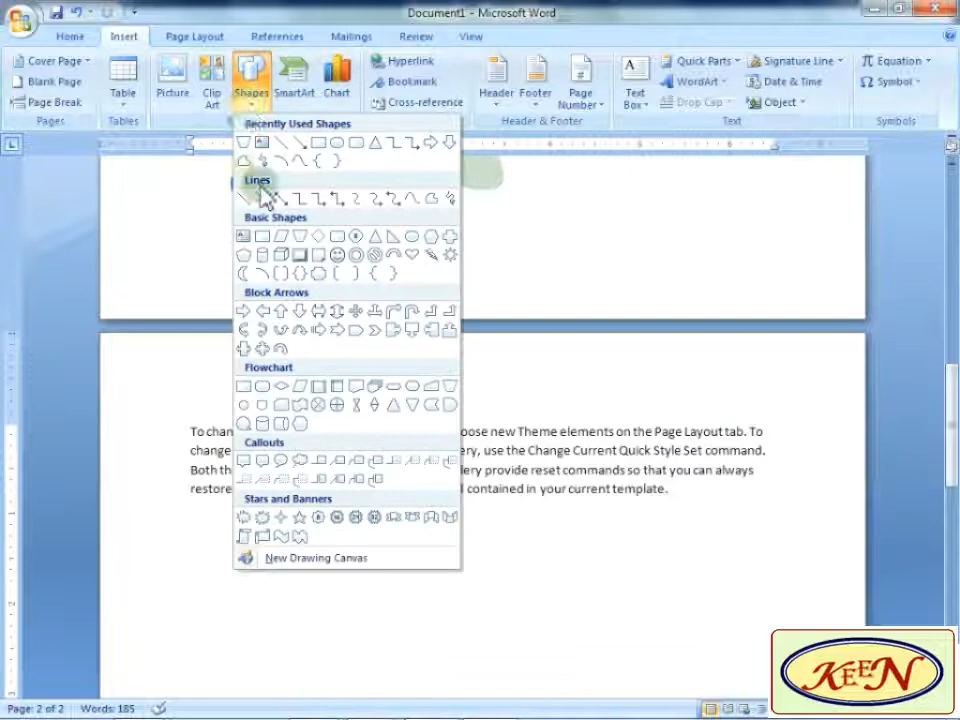 Document1 - Microsoft Word
Home Insert Page Layout References Mailings Review View
Cover Page
Blank Page
Page Break
Pages
Table
Tables
Picture
Clip Art
Shapes
SmartArt
Chart
Hyperlink
Bookmark
Cross-reference
Header
Footer
Page Number
Header & Footer
Text Box
Quick Parts
WordArt
Drop Cap
Signature Line
Date & Time
Object
Text
Equation
Symbol
Symbols
Recently Used Shapes
Lines
Basic Shapes
Block Arrows
Flowchart
Callouts
Stars and Banners
New Drawing Canvas
To chan oose new Theme elements on the Page Layout tab. To
change ery, use the Change Current Quick Style Set command.
Both th lery provide reset commands so that you can always
restore l contained in your current template.
Page: 2 of 2 Words: 185
KEEN